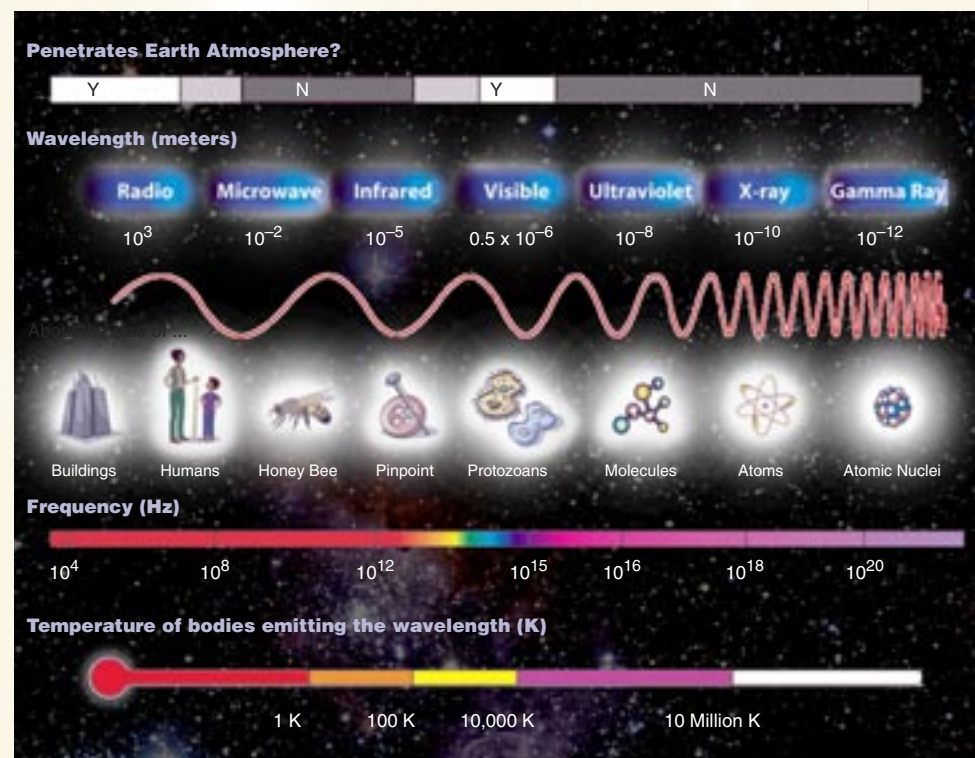 Penetrates Earth Atmosphere?
Y N Y N
Wavelength (meters)
Radio Microwave Infrared Visible Ultraviolet X-ray Gamma Ray
10³ 10⁻² 10⁻⁵ 0.5 x 10⁻⁶ 10⁻⁸ 10⁻¹⁰ 10⁻¹²
About ...
Buildings Humans Honey Bee Pinpoint Protozoans Molecules Atoms Atomic Nuclei
Frequency (Hz)
10⁴ 10⁸ 10¹² 10¹⁵ 10¹⁶ 10¹⁸ 10²⁰
Temperature of bodies emitting the wavelength (K)
1 K 100 K 10,000 K 10 Million K